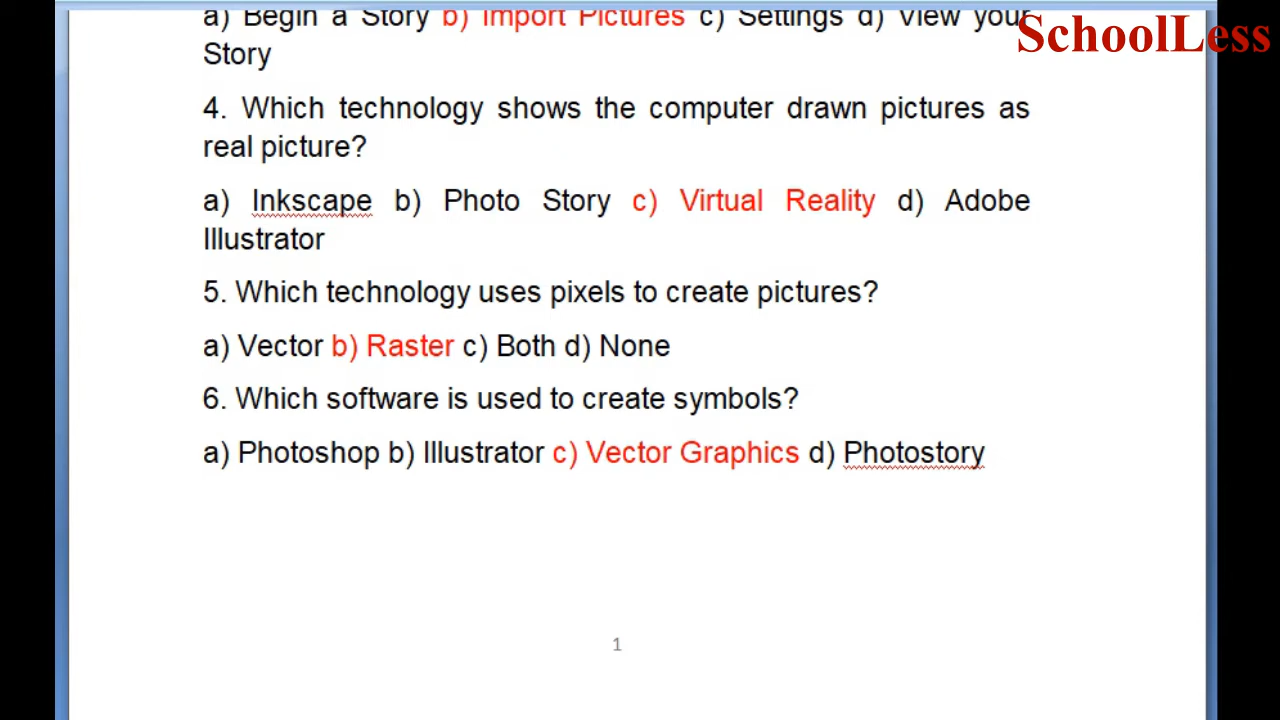 a) Begin a Story b) Import Pictures c) Settings d) View your
SchoolLess
Story
4. Which technology shows the computer drawn pictures as
real picture?
a) Inkscape b) Photo Story c) Virtual Reality d) Adobe
Illustrator
5. Which technology uses pixels to create pictures?
a) Vector b) Raster c) Both d) None
6. Which software is used to create symbols?
a) Photoshop b) Illustrator c) Vector Graphics d) Photostory
1